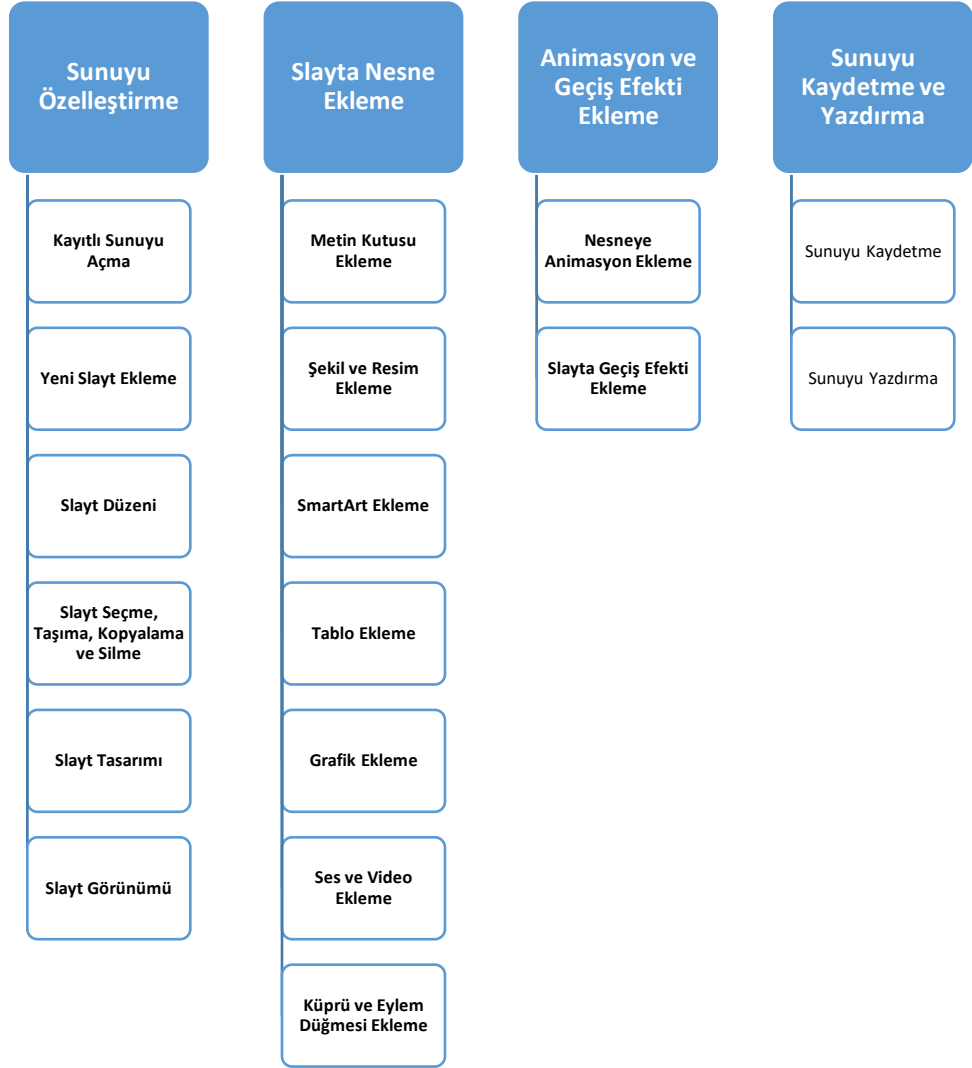 Sunuyu
Özelleştirme
Kayıtlı Sunuyu
Açma
Yeni Slayt Ekleme
Slayt Düzeni
Slayt Seçme,
Taşıma, Kopyalama
ve Silme
Slayt Tasarımı
Slayt Görünümü
Slayta Nesne
Ekleme
Metin Kutusu
Ekleme
Şekil ve Resim
Ekleme
SmartArt Ekleme
Tablo Ekleme
Grafik Ekleme
Ses ve Video
Ekleme
Küprü ve Eylem
Düğmesi Ekleme
Animasyon ve
Geçiş Efekti
Ekleme
Nesneye
Animasyon Ekleme
Slayta Geçiş Efekti
Ekleme
Sunuyu
Kaydetme ve
Yazdırma
Sunuyu Kaydetme
Sunuyu Yazdırma